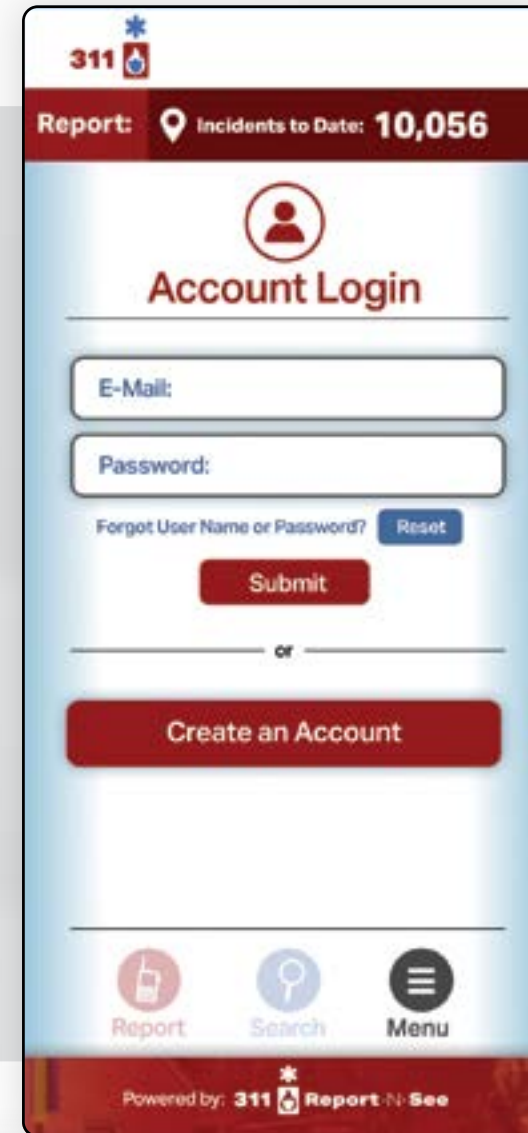 311
Report: Incidents to Date: 10,056
Account Login
E-Mail:
Password:
Forgot User Name or Password? Reset
Submit
or
Create an Account
Report Search Menu
Powered by: 311 Report-N-See